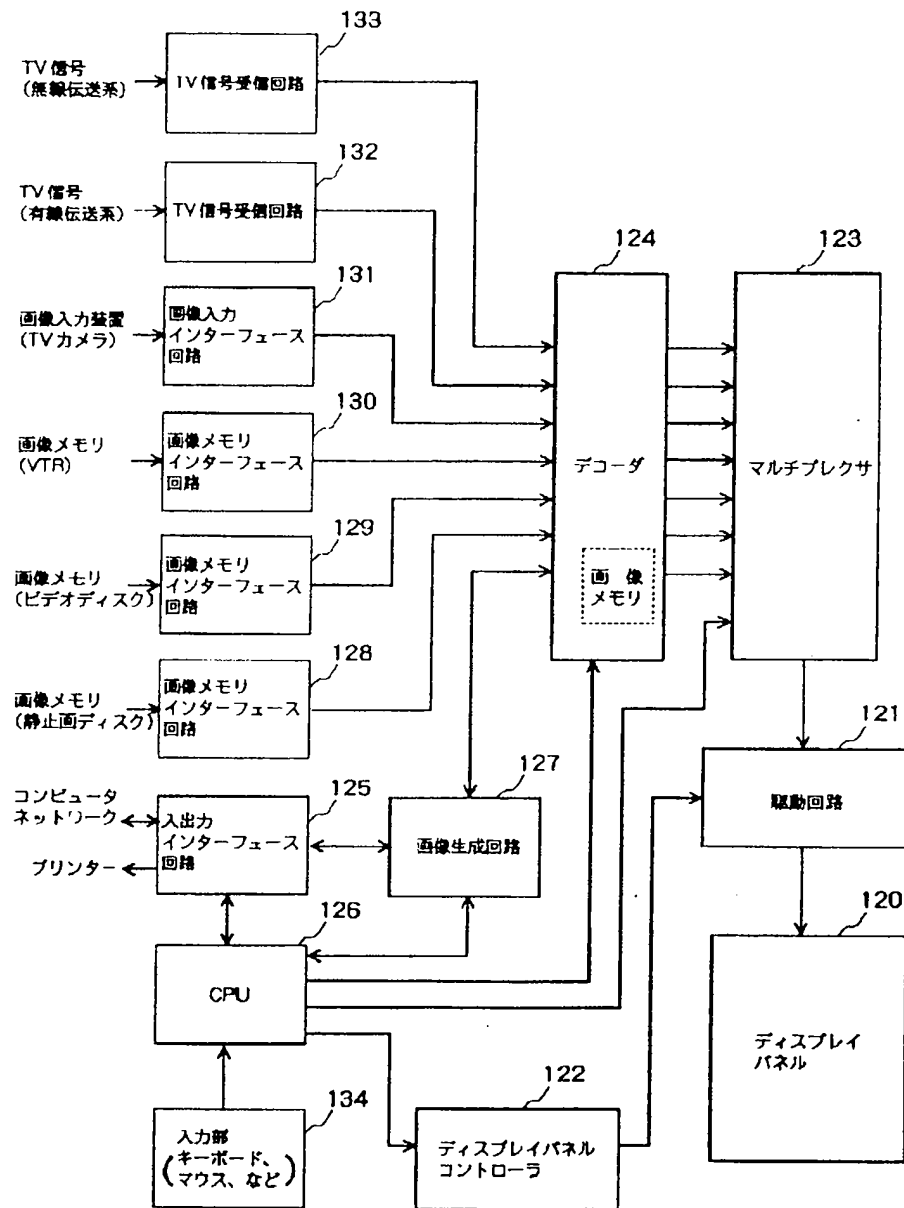 133
TV信号
(無線伝送系)
TV信号受信回路
132
TV信号
(有線伝送系)
TV信号受信回路
124
123
131
画像入力装置
(TVカメラ)
画像入力
インターフェース
回路
130
画像メモリ
(VTR)
画像メモリ
インターフェース
回路
デコーダ
マルチプレクサ
129
画像メモリ
(ビデオディスク)
画像メモリ
インターフェース
回路
画像
メモリ
128
画像メモリ
(静止画ディスク)
画像メモリ
インターフェース
回路
121
127
コンピュータ
ネットワーク
プリンター
125
入出力
インターフェース
回路
画像生成回路
駆動回路
126
120
CPU
ディスプレイ
パネル
134
122
入力部
キーボード、
マウス、など
ディスプレイパネル
コントローラ